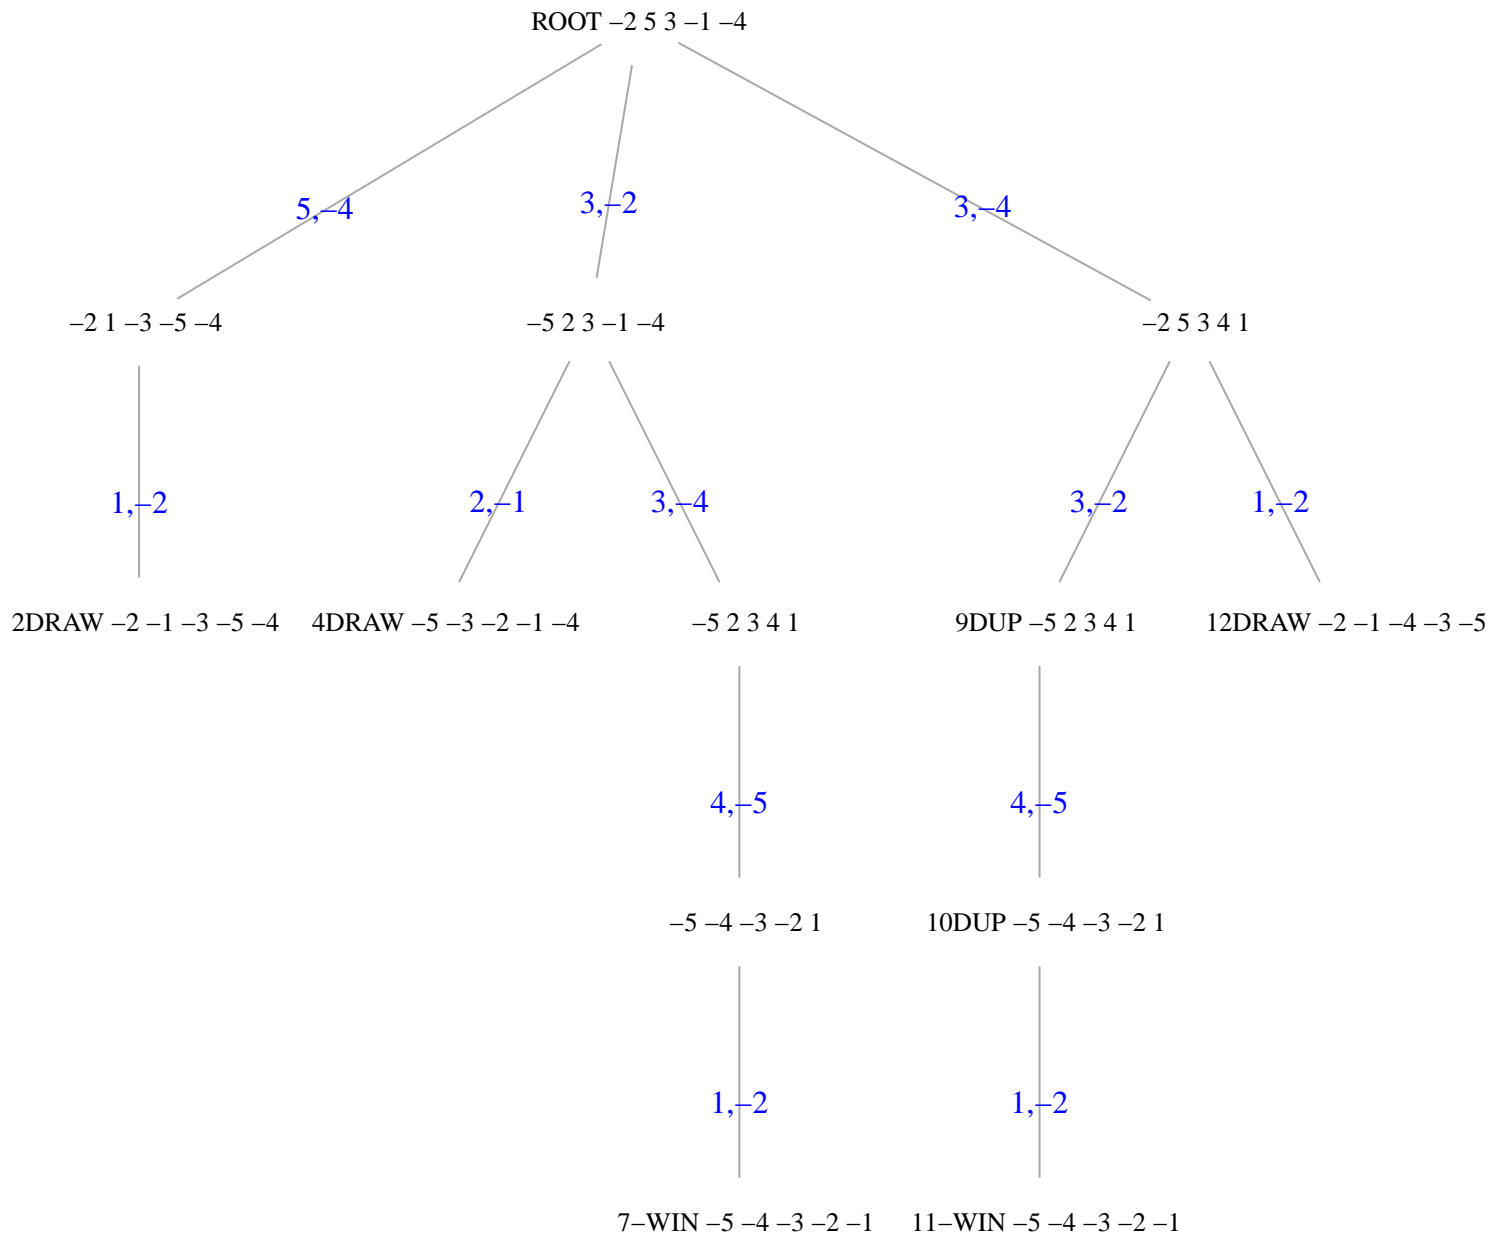 ROOT –2 5 3 –1 –4
5,–4
3,–2
3,–4
–2 1 –3 –5 –4
–5 2 3 –1 –4
–2 5 3 4 1
1,–2
2,–1
3,–4
3,–2
1,–2
2DRAW –2 –1 –3 –5 –4
4DRAW –5 –3 –2 –1 –4
–5 2 3 4 1
9DUP –5 2 3 4 1
12DRAW –2 –1 –4 –3 –5
4,–5
4,–5
–5 –4 –3 –2 1
10DUP –5 –4 –3 –2 1
1,–2
1,–2
7–WIN –5 –4 –3 –2 –1
11–WIN –5 –4 –3 –2 –1